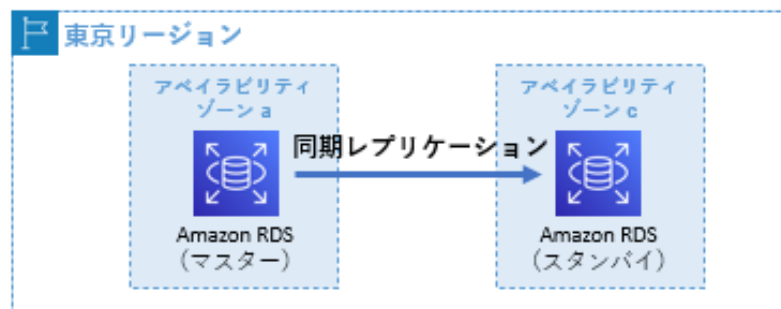 東京リージョン
アベイラビリティ
ゾーン a
アベイラビリティ
ゾーン c
同期レプリケーション
Amazon RDS
（マスター）
Amazon RDS
（スタンバイ）